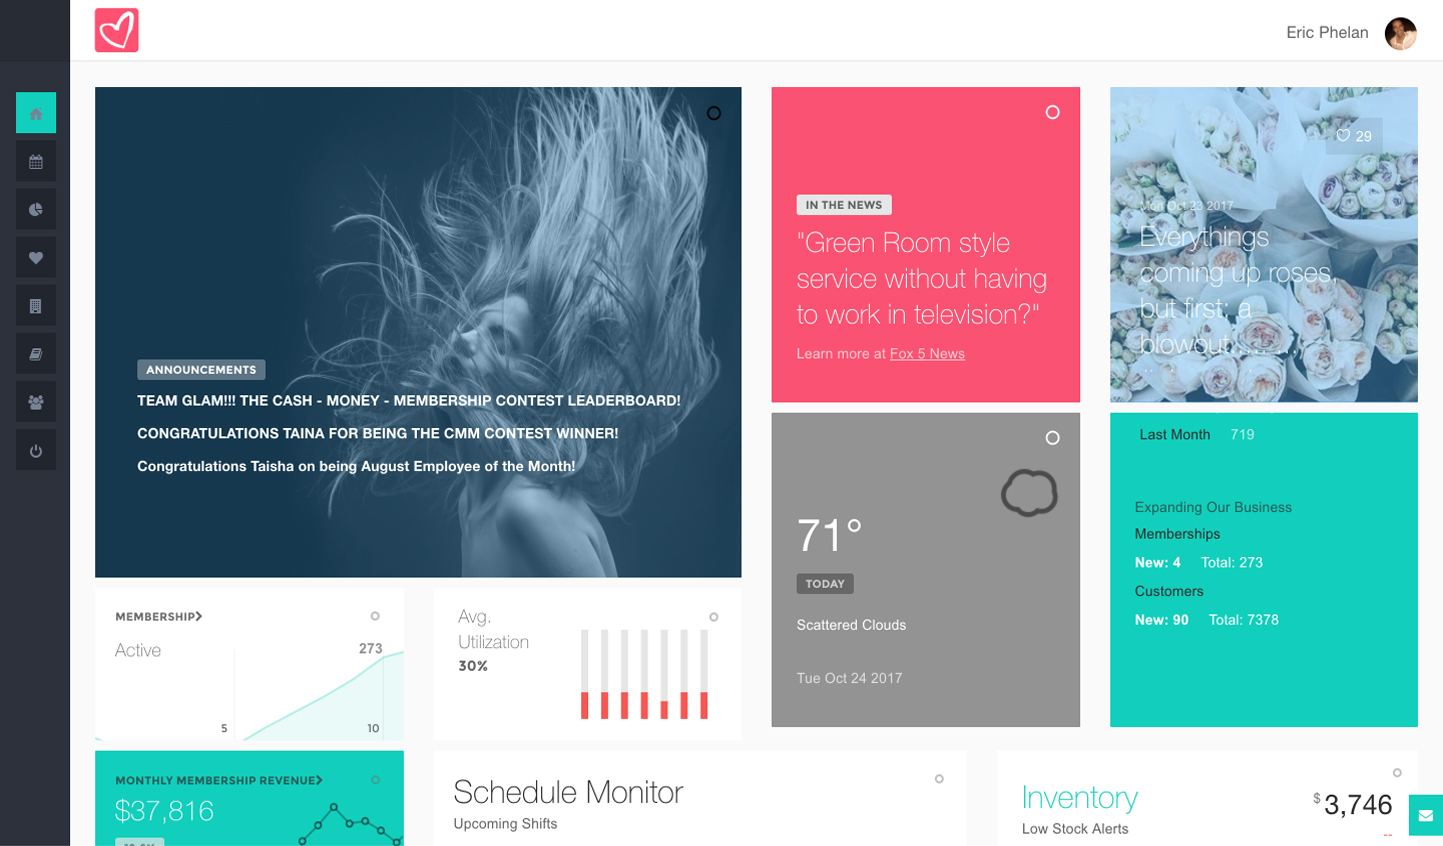 Eric Phelan
ANNOUNCEMENTS
TEAM GLAM!!! THE CASH - MONEY - MEMBERSHIP CONTEST LEADERBOARD!
CONGRATULATIONS TAINA FOR BEING THE CMM CONTEST WINNER!
Congratulations Taisha on being August Employee of the Month!
IN THE NEWS
"Green Room style
service without having
to work in television?"
Learn more at Fox 5 News
29
Mon Oct 23 2017
Everythings
coming up roses,
but first: a
blowout........
71°
TODAY
Scattered Clouds
Tue Oct 24 2017
Last Month 719
Expanding Our Business
Memberships
New: 4 Total: 273
Customers
New: 90 Total: 7378
MEMBERSHIP
Active
273
5
10
Avg.
Utilization
30%
MONTHLY MEMBERSHIP REVENUE
$37,816
Schedule Monitor
Upcoming Shifts
Inventory
Low Stock Alerts
$3,746
--